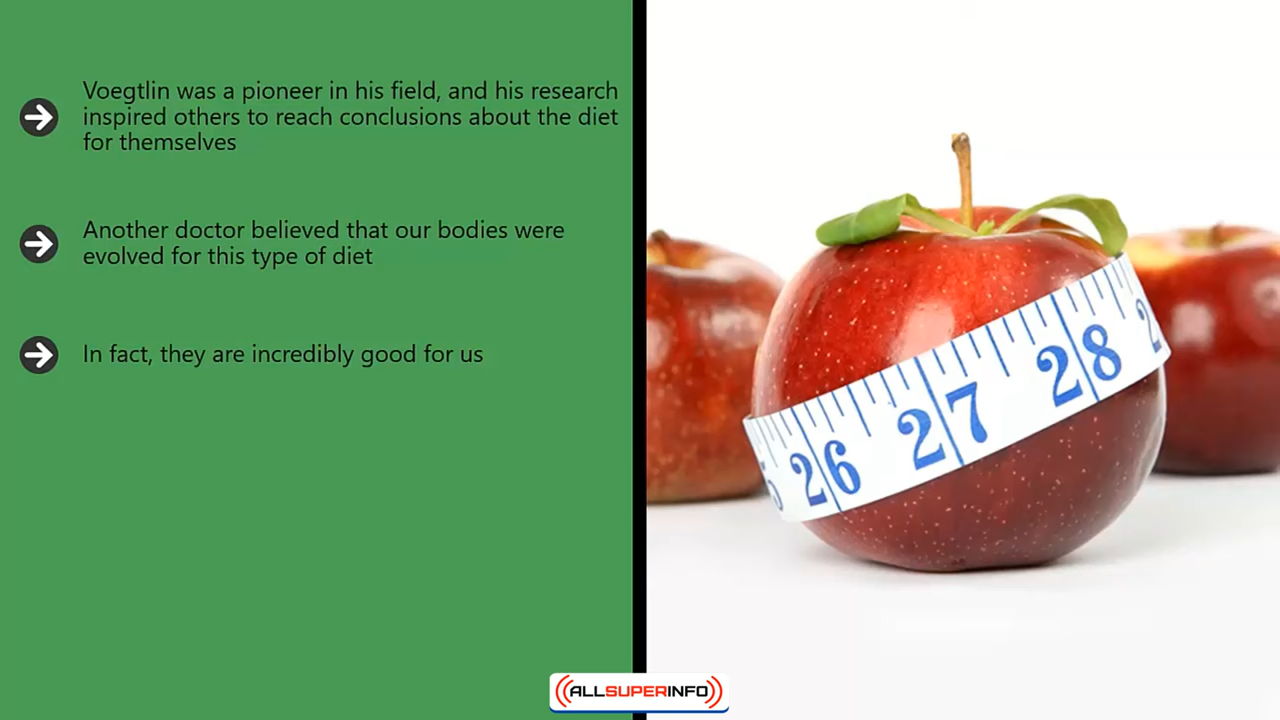 Voegtlin was a pioneer in his field, and his research
inspired others to reach conclusions about the diet
for themselves
Another doctor believed that our bodies were
evolved for this type of diet
In fact, they are incredibly good for us
26 27 28
ALLSUPERINFO